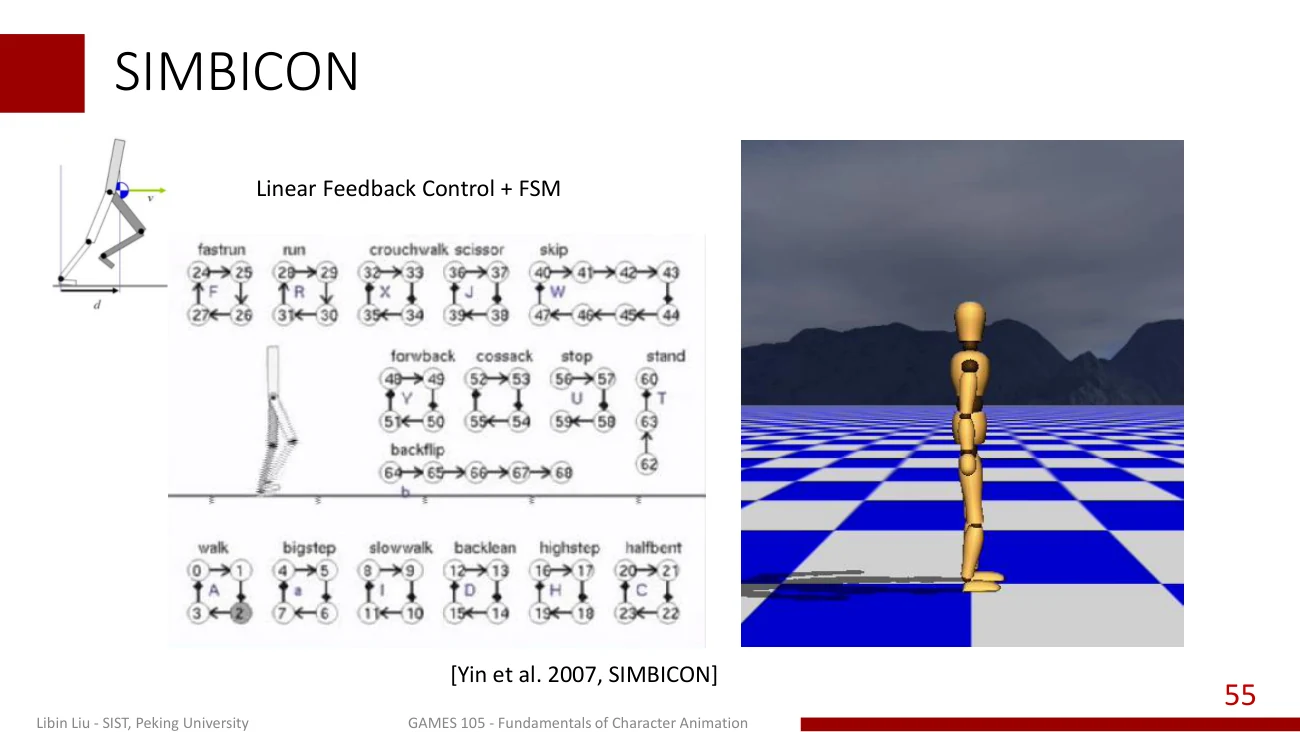 SIMBICON
Linear Feedback Control + FSM
v
d
fastrun run crouchwalk scissor skip
24 25 28 29 32 33 36 37 40 41 42 43
F R X J W
27 26 31 30 35 34 39 38 47 46 45 44
forwback cossack stop stand
48 49 52 53 56 57 60
Y U T
51 50 55 54 59 58 63
backflip
64 65 66 67 68 62
b
walk bigstep slowwalk backlean highstep halfbent
0 1 4 5 8 9 12 13 16 17 20 21
A a I D H C
3 2 7 6 11 10 15 14 19 18 23 22
[Yin et al. 2007, SIMBICON]
55
Libin Liu - SIST, Peking University GAMES 105 - Fundamentals of Character Animation